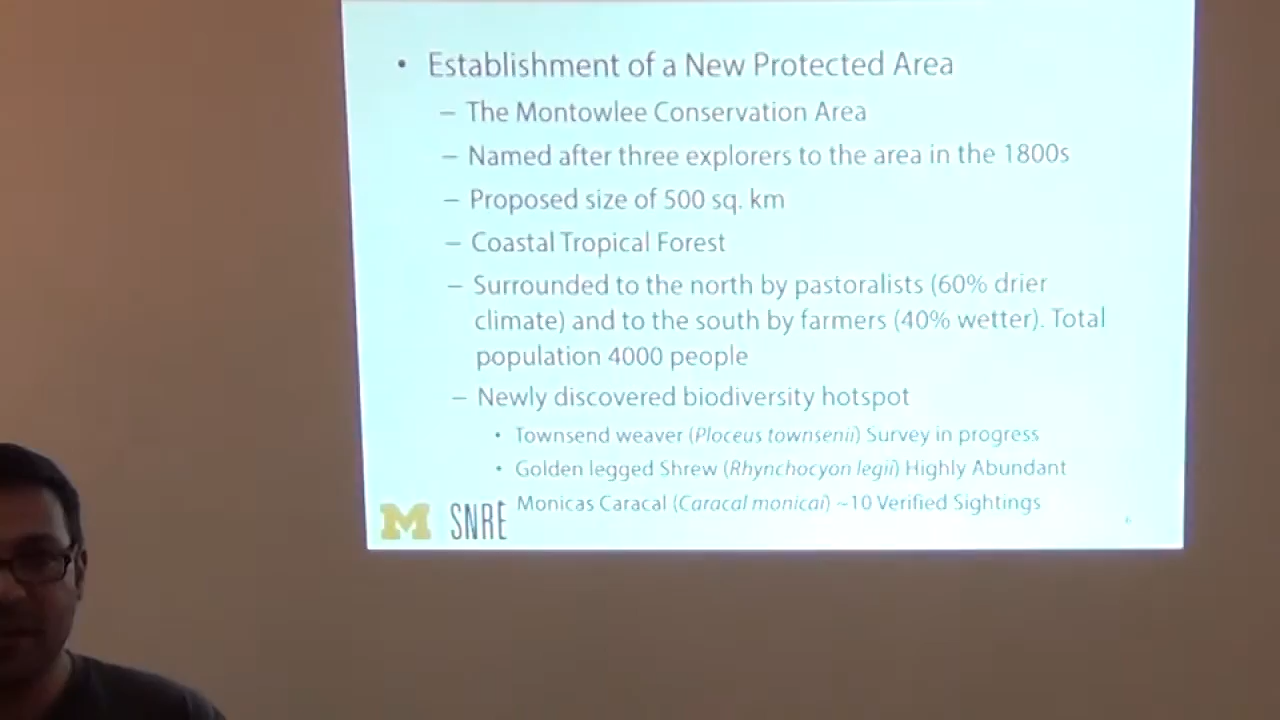 • Establishment of a New Protected Area
– The Montowlee Conservation Area
– Named after three explorers to the area in the 1800s
– Proposed size of 500 sq. km
– Coastal Tropical Forest
– Surrounded to the north by pastoralists (60% drier
climate) and to the south by farmers (40% wetter). Total
population 4000 people
– Newly discovered biodiversity hotspot
• Townsend weaver (Ploceus townsenii) Survey in progress
• Golden legged Shrew (Rhynchocyon legii) Highly Abundant
Monicas Caracal (Caracal monicai) ~10 Verified Sightings
M SNRE